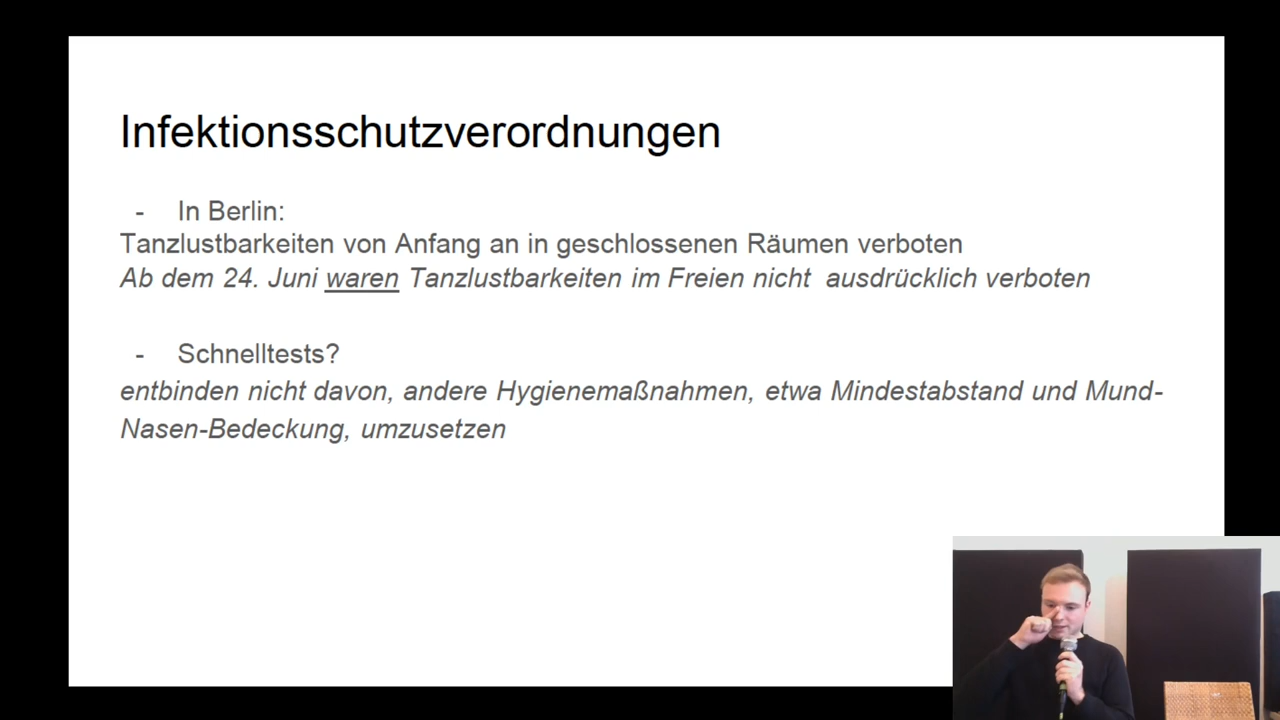 Infektionsschutzverordnungen
- In Berlin:
Tanzlustbarkeiten von Anfang an in geschlossenen Räumen verboten
Ab dem 24. Juni waren Tanzlustbarkeiten im Freien nicht ausdrücklich verboten
- Schnelltests?
entbinden nicht davon, andere Hygienemaßnahmen, etwa Mindestabstand und Mund-
Nasen-Bedeckung, umzusetzen